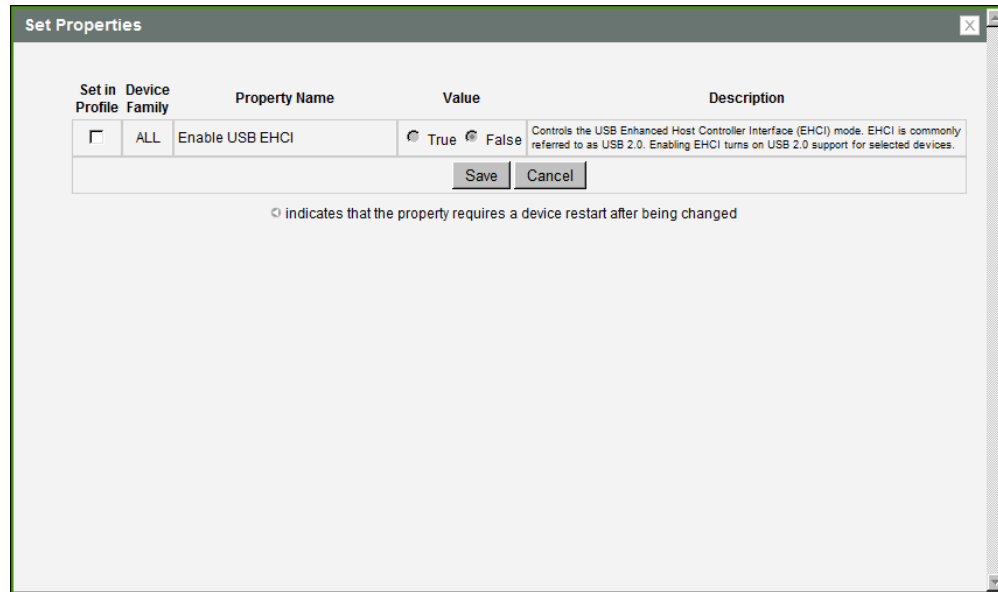 Set Properties
X
Set in Profile
Device Family
Property Name
Value
Description
ALL
Enable USB EHCI
True
False
Controls the USB Enhanced Host Controller Interface (EHCI) mode. EHCI is commonly
referred to as USB 2.0. Enabling EHCI turns on USB 2.0 support for selected devices.
Save
Cancel
indicates that the property requires a device restart after being changed